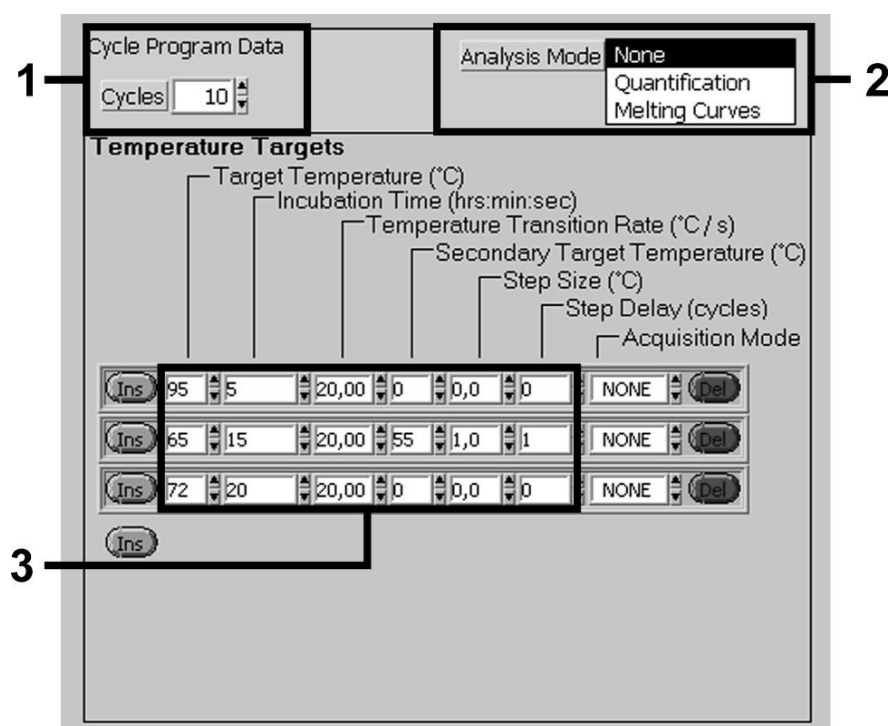 Cycle Program Data
Cycles 10
Analysis Mode None
Quantification
Melting Curves
1
2
Temperature Targets
Target Temperature (°C)
Incubation Time (hrs:min:sec)
Temperature Transition Rate (°C / s)
Secondary Target Temperature (°C)
Step Size (°C)
Step Delay (cycles)
Acquisition Mode
Ins 95 5 20,00 0 0,0 0 NONE Del
Ins 65 15 20,00 55 1,0 1 NONE Del
Ins 72 20 20,00 0 0,0 0 NONE Del
Ins
3